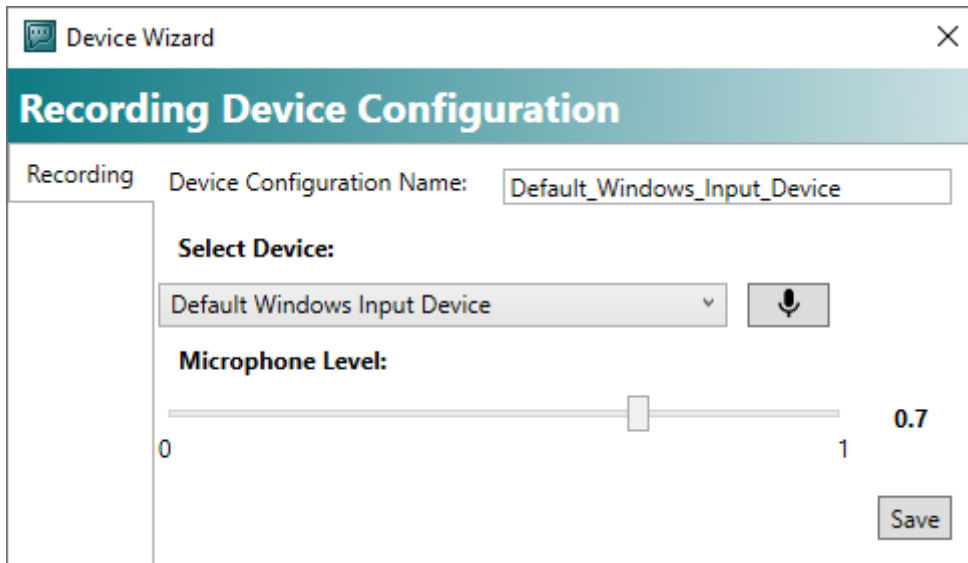 Device Wizard
Recording Device Configuration
Recording
Device Configuration Name: Default_Windows_Input_Device
Select Device:
Default Windows Input Device
Microphone Level:
0.7
0 1
Save